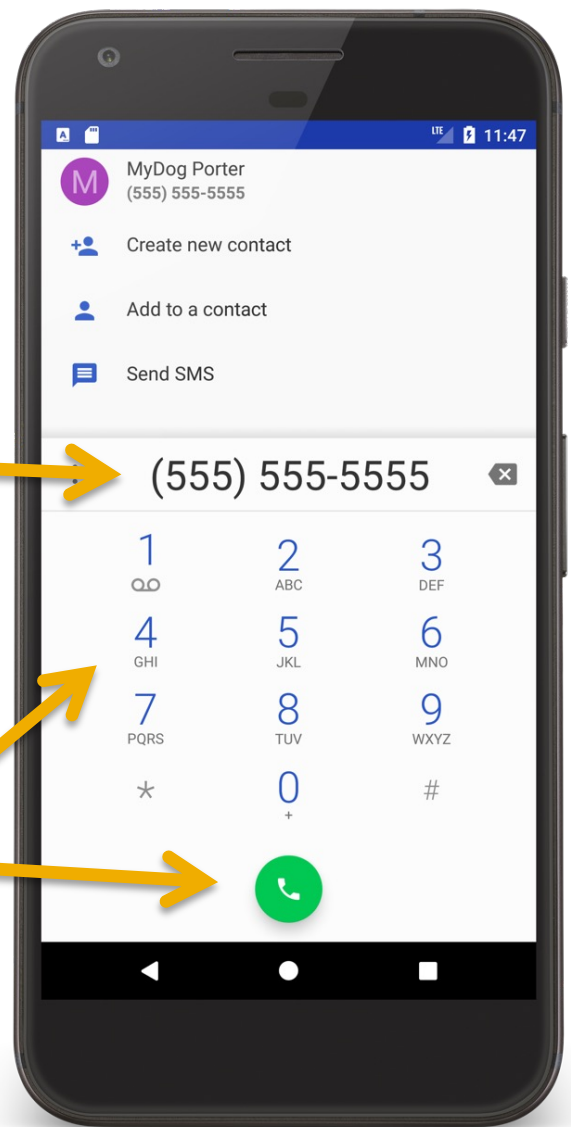 LTE 11:47
M
MyDog Porter
(555) 555-5555
Create new contact
Add to a contact
Send SMS
(555) 555-5555
1 2 3
ABC DEF
4 5 6
GHI JKL MNO
7 8 9
PQRS TUV WXYZ
* 0 #
+